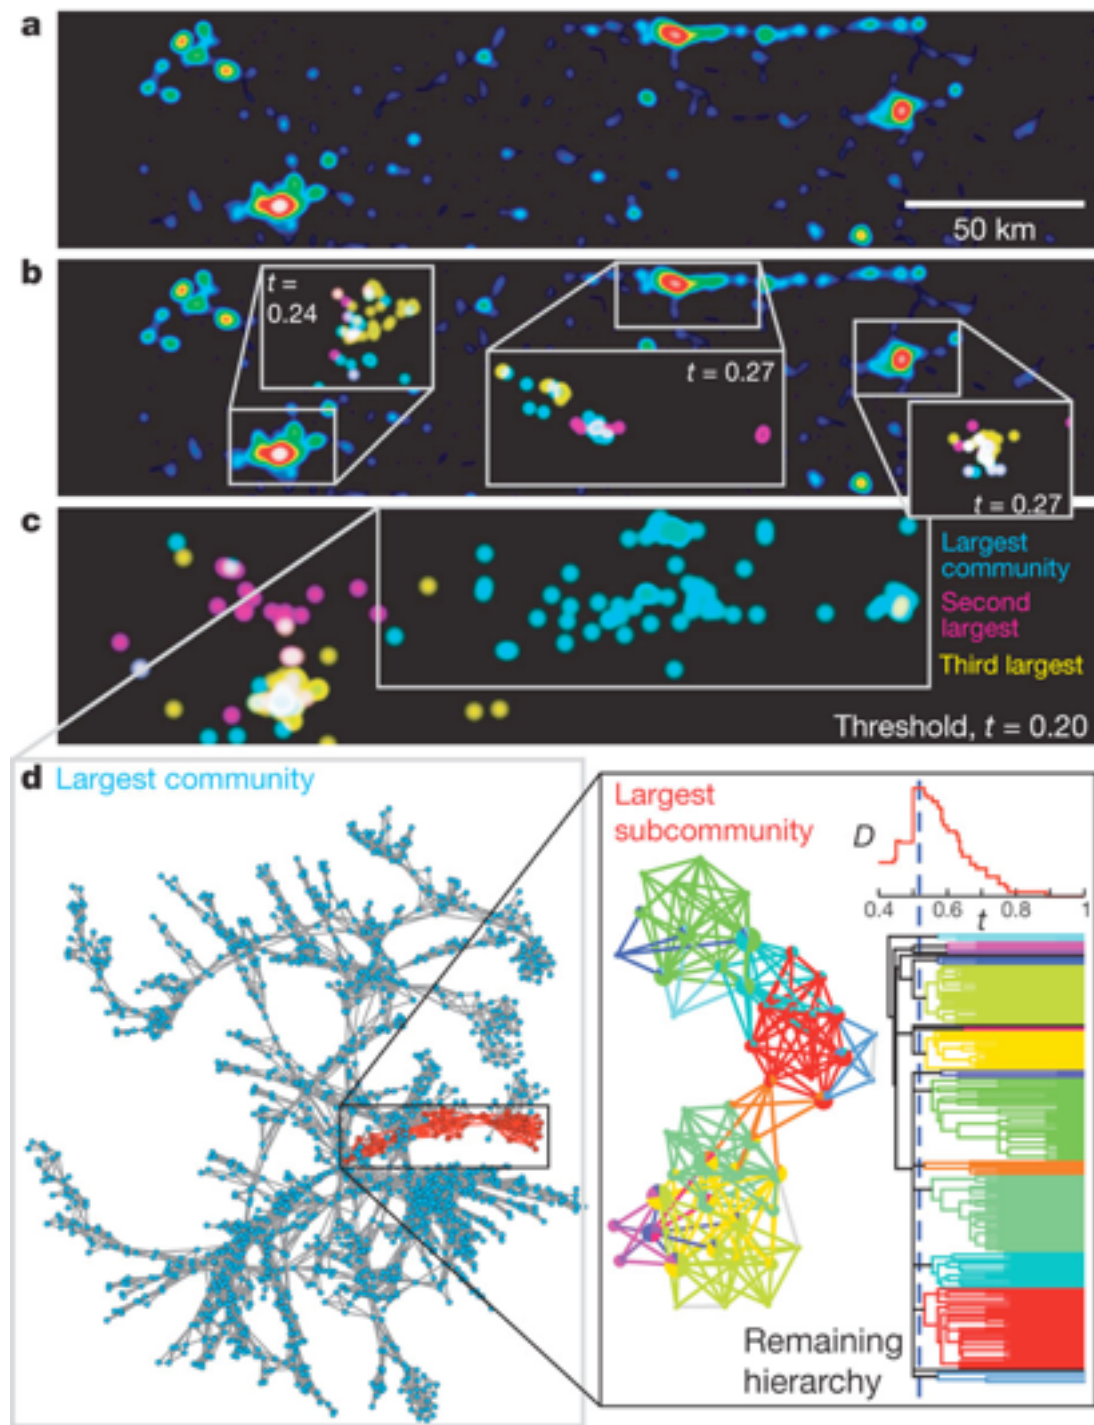 a
50 km
b
t =
0.24
t = 0.27
t = 0.27
c
Largest
community
Second
largest
Third largest
Threshold, t = 0.20
d Largest community
Largest
subcommunity
D
0.4 0.6 0.8 1
t
Remaining
hierarchy